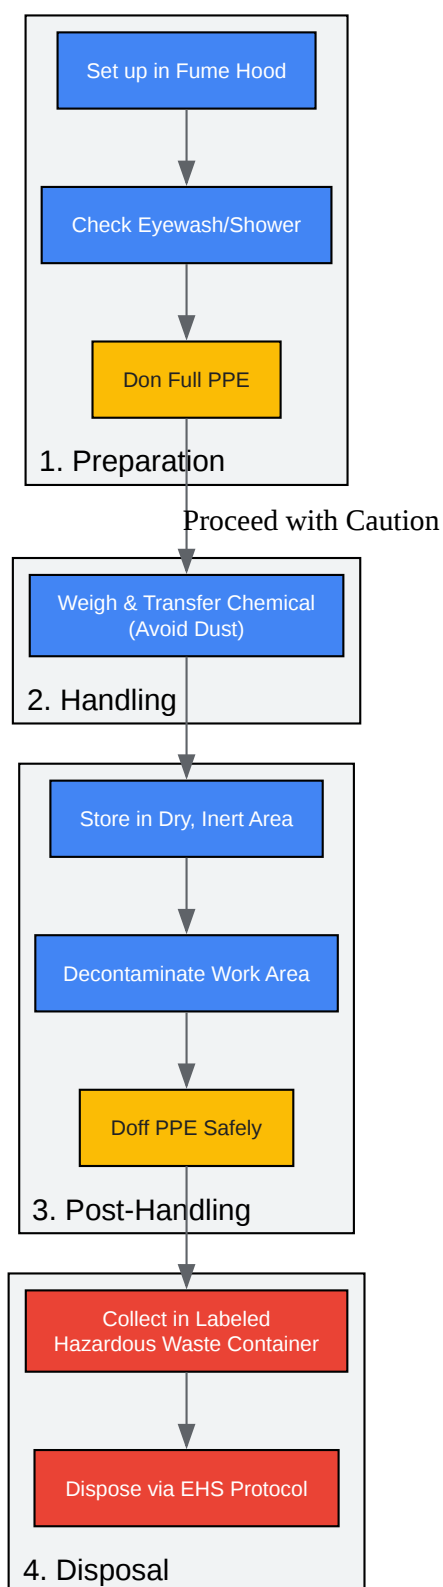 Set up in Fume Hood
Check Eyewash/Shower
Don Full PPE
1. Preparation
Proceed with Caution
Weigh & Transfer Chemical
(Avoid Dust)
2. Handling
Store in Dry, Inert Area
Decontaminate Work Area
Doff PPE Safely
3. Post-Handling
Collect in Labeled
Hazardous Waste Container
Dispose via EHS Protocol
4. Disposal